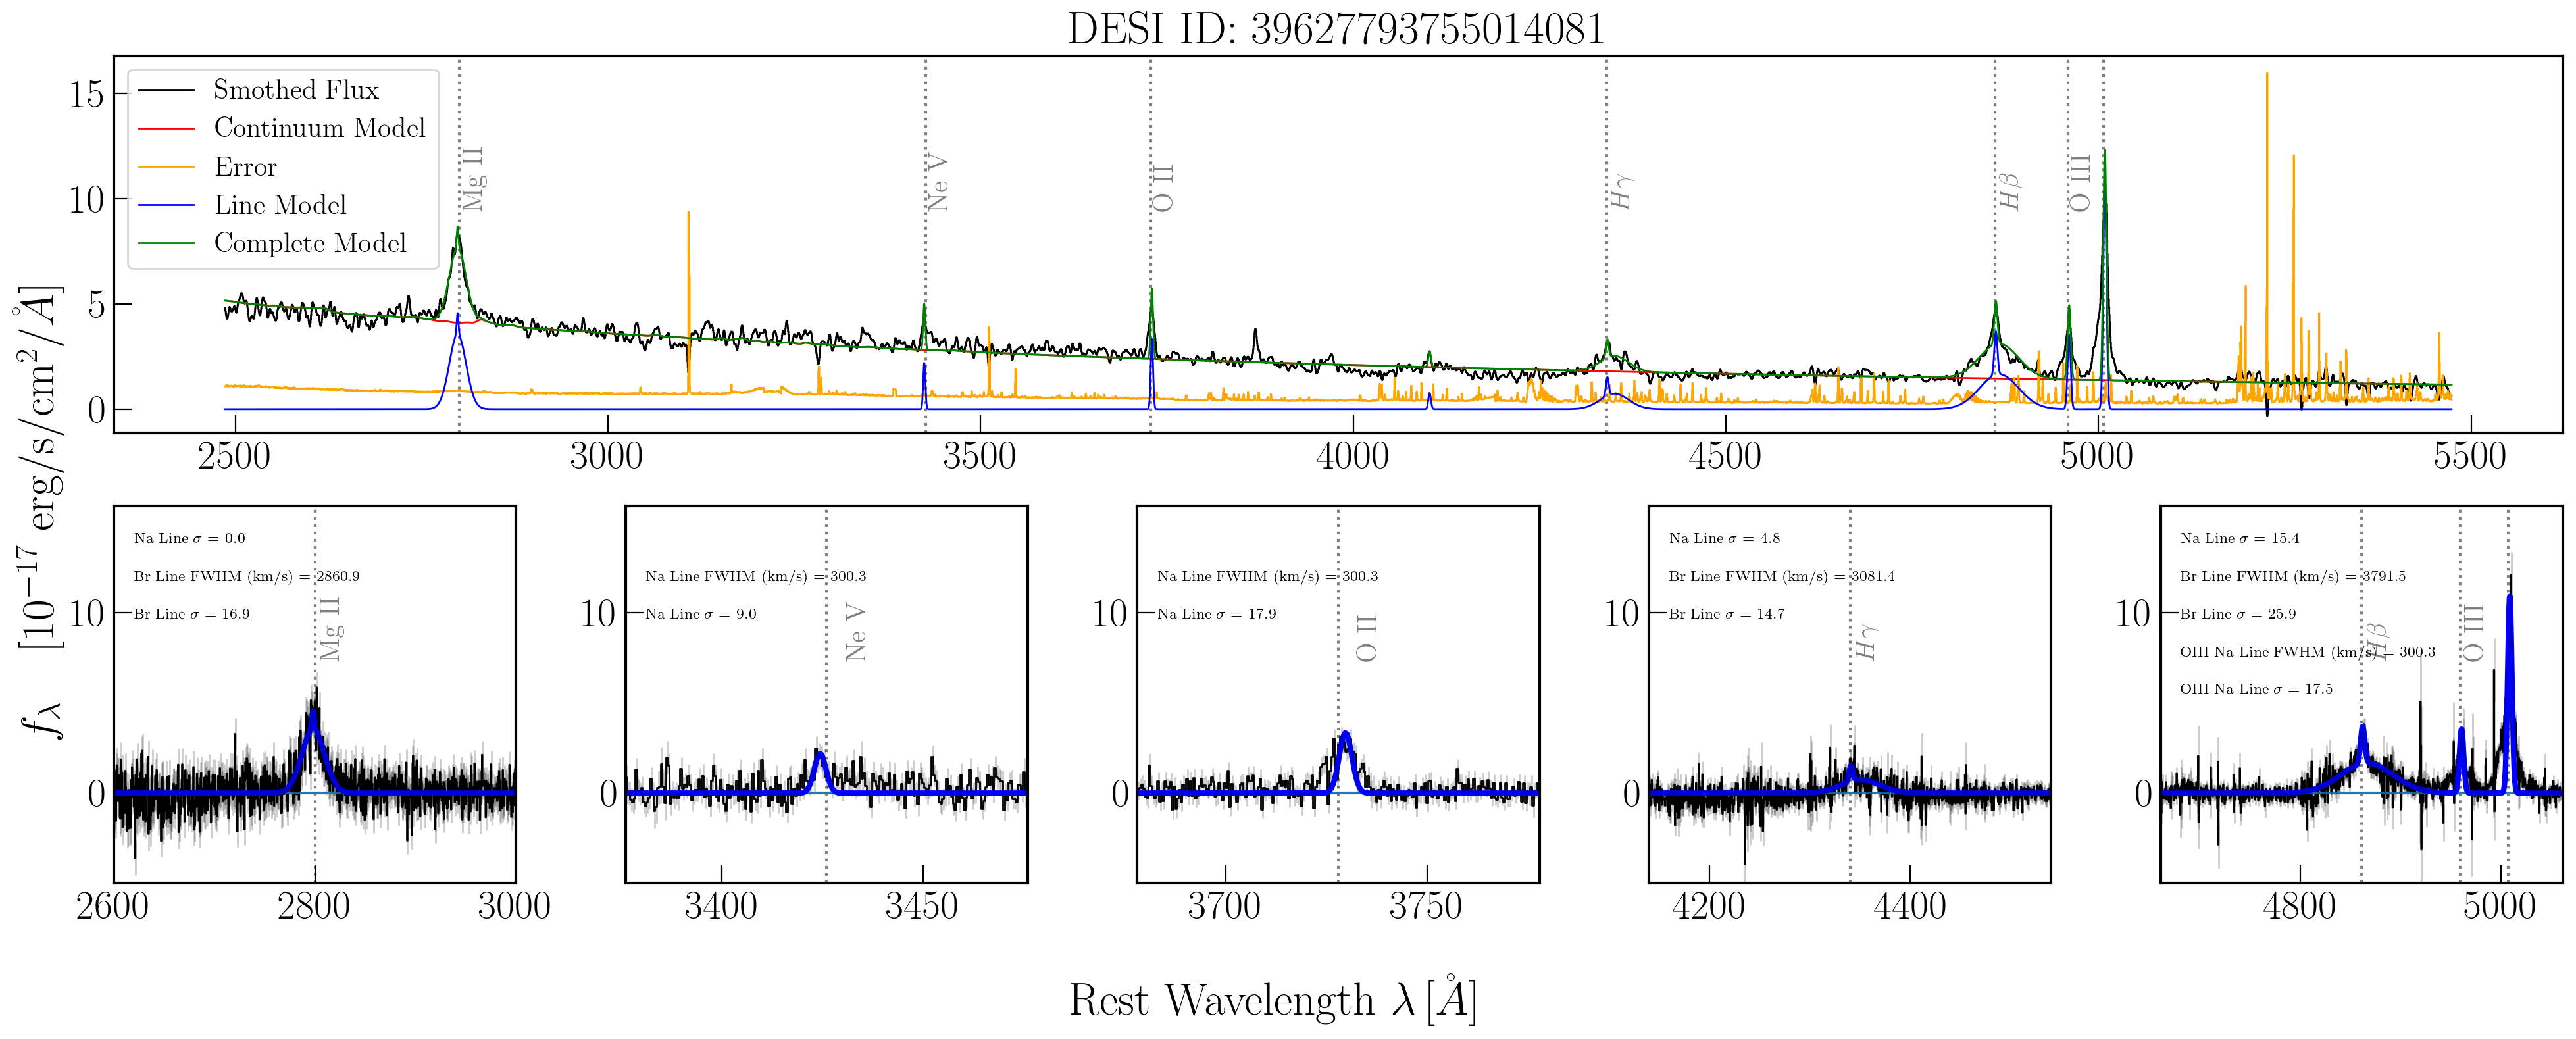 DESI ID: 39627793755014081
Smothed Flux
Continuum Model
Error
Line Model
Complete Model
Mg II
Ne V
O II
Hγ
Hβ
O III
15
10
5
0
2500 3000 3500 4000 4500 5000 5500
f_λ [10⁻¹⁷ erg/s/cm²/Å]
Na Line σ = 0.0
Br Line FWHM (km/s) = 2860.9
Br Line σ = 16.9
Mg II
10
0
2600 2800 3000
Na Line FWHM (km/s) = 300.3
Na Line σ = 9.0
Ne V
10
0
3400 3450
Na Line FWHM (km/s) = 300.3
Na Line σ = 17.9
O II
10
0
3700 3750
Na Line σ = 4.8
Br Line FWHM (km/s) = 3081.4
Br Line σ = 14.7
Hγ
10
0
4200 4400
Na Line σ = 15.4
Br Line FWHM (km/s) = 3791.5
Br Line σ = 25.9
OIII Na Line FWHM (km/s) = 300.3
OIII Na Line σ = 17.5
Hβ
O III
10
0
4800 5000
Rest Wavelength λ [Å]